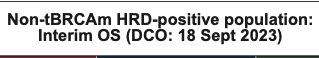 Non-tBRCAm HRD-positive population:
Interim OS (DCO: 18 Sept 2023)